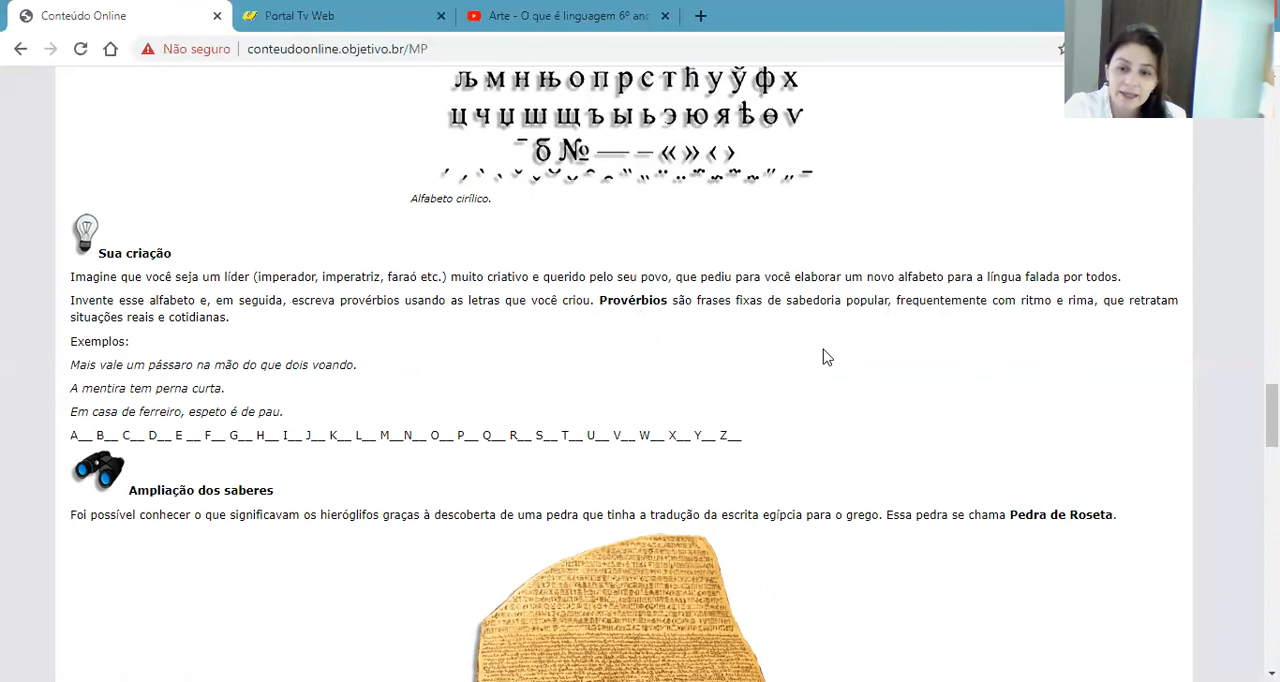 Conteúdo Online
Portal Tv Web
Arte - O que é linguagem 6º ano
Não seguro | conteudoonline.objetivo.br/MP
љ м н њ о п р с т ћ у ў ф х
ц ч џ ш щ ъ ы ь э ю я ѣ ѳ ѵ
¯ б № — – « » ‹ ›
Alfabeto cirílico.
Sua criação
Imagine que você seja um líder (imperador, imperatriz, faraó etc.) muito criativo e querido pelo seu povo, que pediu para você elaborar um novo alfabeto para a língua falada por todos.
Invente esse alfabeto e, em seguida, escreva provérbios usando as letras que você criou. Provérbios são frases fixas de sabedoria popular, frequentemente com ritmo e rima, que retratam
situações reais e cotidianas.
Exemplos:
Mais vale um pássaro na mão do que dois voando.
A mentira tem perna curta.
Em casa de ferreiro, espeto é de pau.
A__ B__ C__ D__ E __ F__ G__ H__ I__ J__ K__ L__ M__N__ O__ P__ Q__ R__ S__ T__ U__ V__ W__ X__ Y__ Z__
Ampliação dos saberes
Foi possível conhecer o que significavam os hieróglifos graças à descoberta de uma pedra que tinha a tradução da escrita egípcia para o grego. Essa pedra se chama Pedra de Roseta.